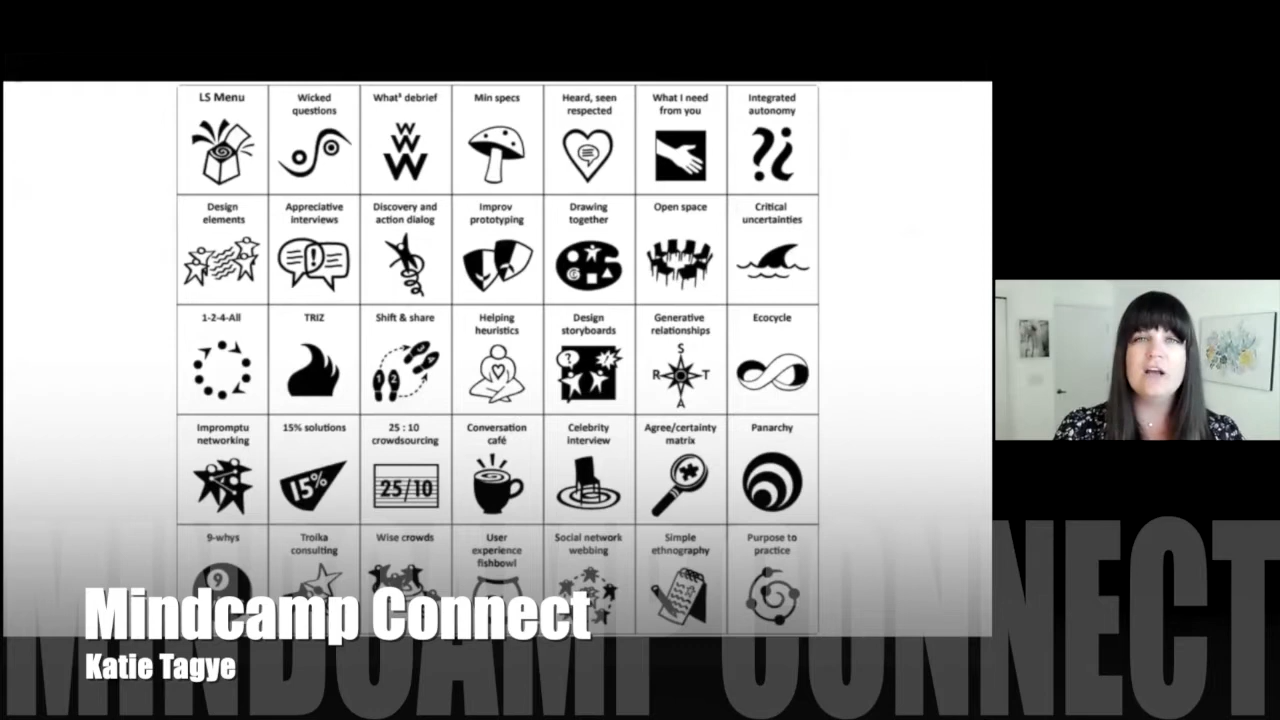 LS Menu
Wicked
questions
What³ debrief
Min specs
Heard, seen
respected
What I need
from you
Integrated
autonomy
W
W
W
Design
elements
Appreciative
interviews
Discovery and
action dialog
Improv
prototyping
Drawing
together
Open space
Critical
uncertainties
1-2-4-All
TRIZ
Shift & share
Helping
heuristics
Design
storyboards
Generative
relationships
Ecocycle
S
R T
A
Impromptu
networking
15% solutions
25 : 10
crowdsourcing
Conversation
café
Celebrity
interview
Agree/certainty
matrix
Panarchy
15%
25/10
9-whys
Troika
consulting
Wise crowds
User
experience
fishbowl
Social network
webbing
Simple
ethnography
Purpose to
practice
9
Mindcamp Connect
Katie Tagye
MINDCAMP CONNECT